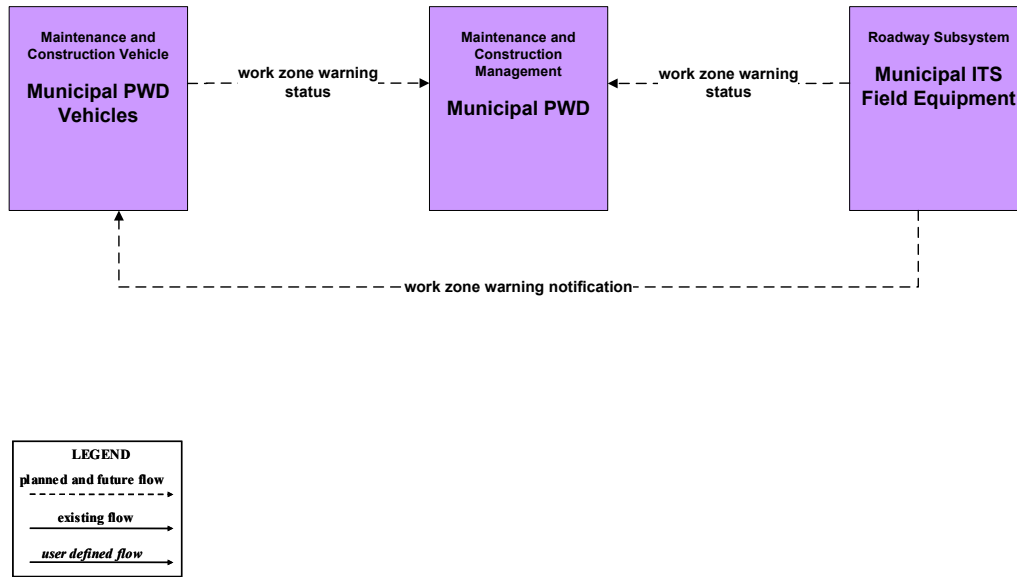 Maintenance and
Construction Vehicle
Municipal PWD
Vehicles
work zone warning
status
Maintenance and
Construction
Management
Municipal PWD
work zone warning
status
Roadway Subsystem
Municipal ITS
Field Equipment
work zone warning notification
LEGEND
planned and future flow
existing flow
user defined flow